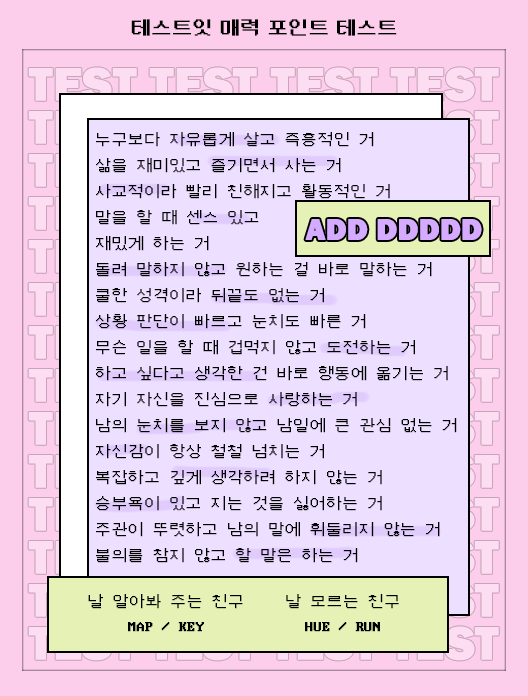 테스트잇 매력 포인트 테스트
TEST TEST TEST TEST
누구보다 자유롭게 살고 즉흥적인 거
삶을 재미있고 즐기면서 사는 거
사교적이라 빨리 친해지고 활동적인 거
말을 할 때 센스 있고
재밌게 하는 거
ADD DDDDD
돌려 말하지 않고 원하는 걸 바로 말하는 거
쿨한 성격이라 뒤끝도 없는 거
상황 판단이 빠르고 눈치도 빠른 거
무슨 일을 할 때 겁먹지 않고 도전하는 거
하고 싶다고 생각한 건 바로 행동에 옮기는 거
자기 자신을 진심으로 사랑하는 거
남의 눈치를 보지 않고 남일에 큰 관심 없는 거
자신감이 항상 철철 넘치는 거
복잡하고 깊게 생각하려 하지 않는 거
승부욕이 있고 지는 것을 싫어하는 거
주관이 뚜렷하고 남의 말에 휘둘리지 않는 거
불의를 참지 않고 할 말은 하는 거
날 알아봐 주는 친구 날 모르는 친구
MAP / KEY HUE / RUN